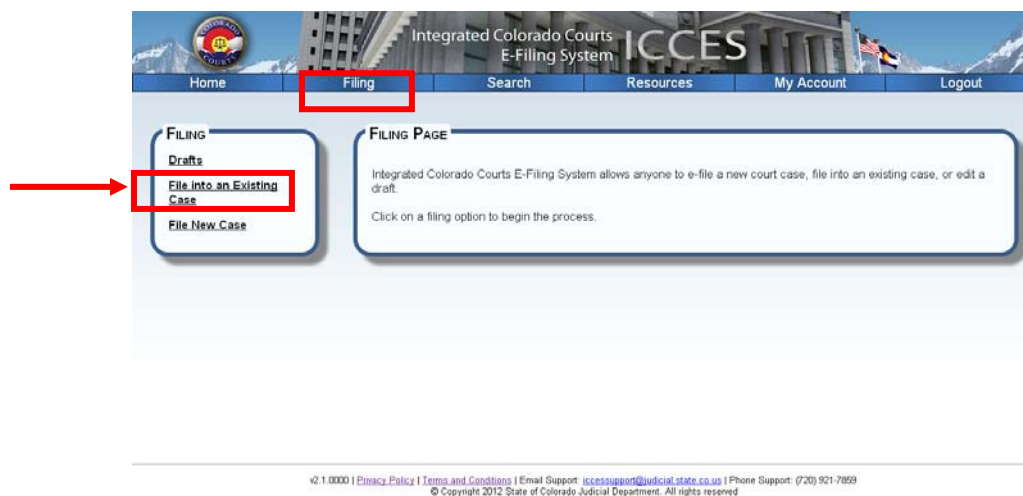 COLORADO
COURTS
Integrated Colorado Courts
E-Filing System
ICCES
Home Filing Search Resources My Account Logout
FILING
Drafts
File into an Existing
Case
File New Case
FILING PAGE
Integrated Colorado Courts E-Filing System allows anyone to e-file a new court case, file into an existing case, or edit a
draft.
Click on a filing option to begin the process.
v2.1.0000 | Privacy Policy | Terms and Conditions | Email Support: iccessupport@judicial.state.co.us | Phone Support: (720) 921-7859
© Copyright 2012 State of Colorado Judicial Department. All rights reserved